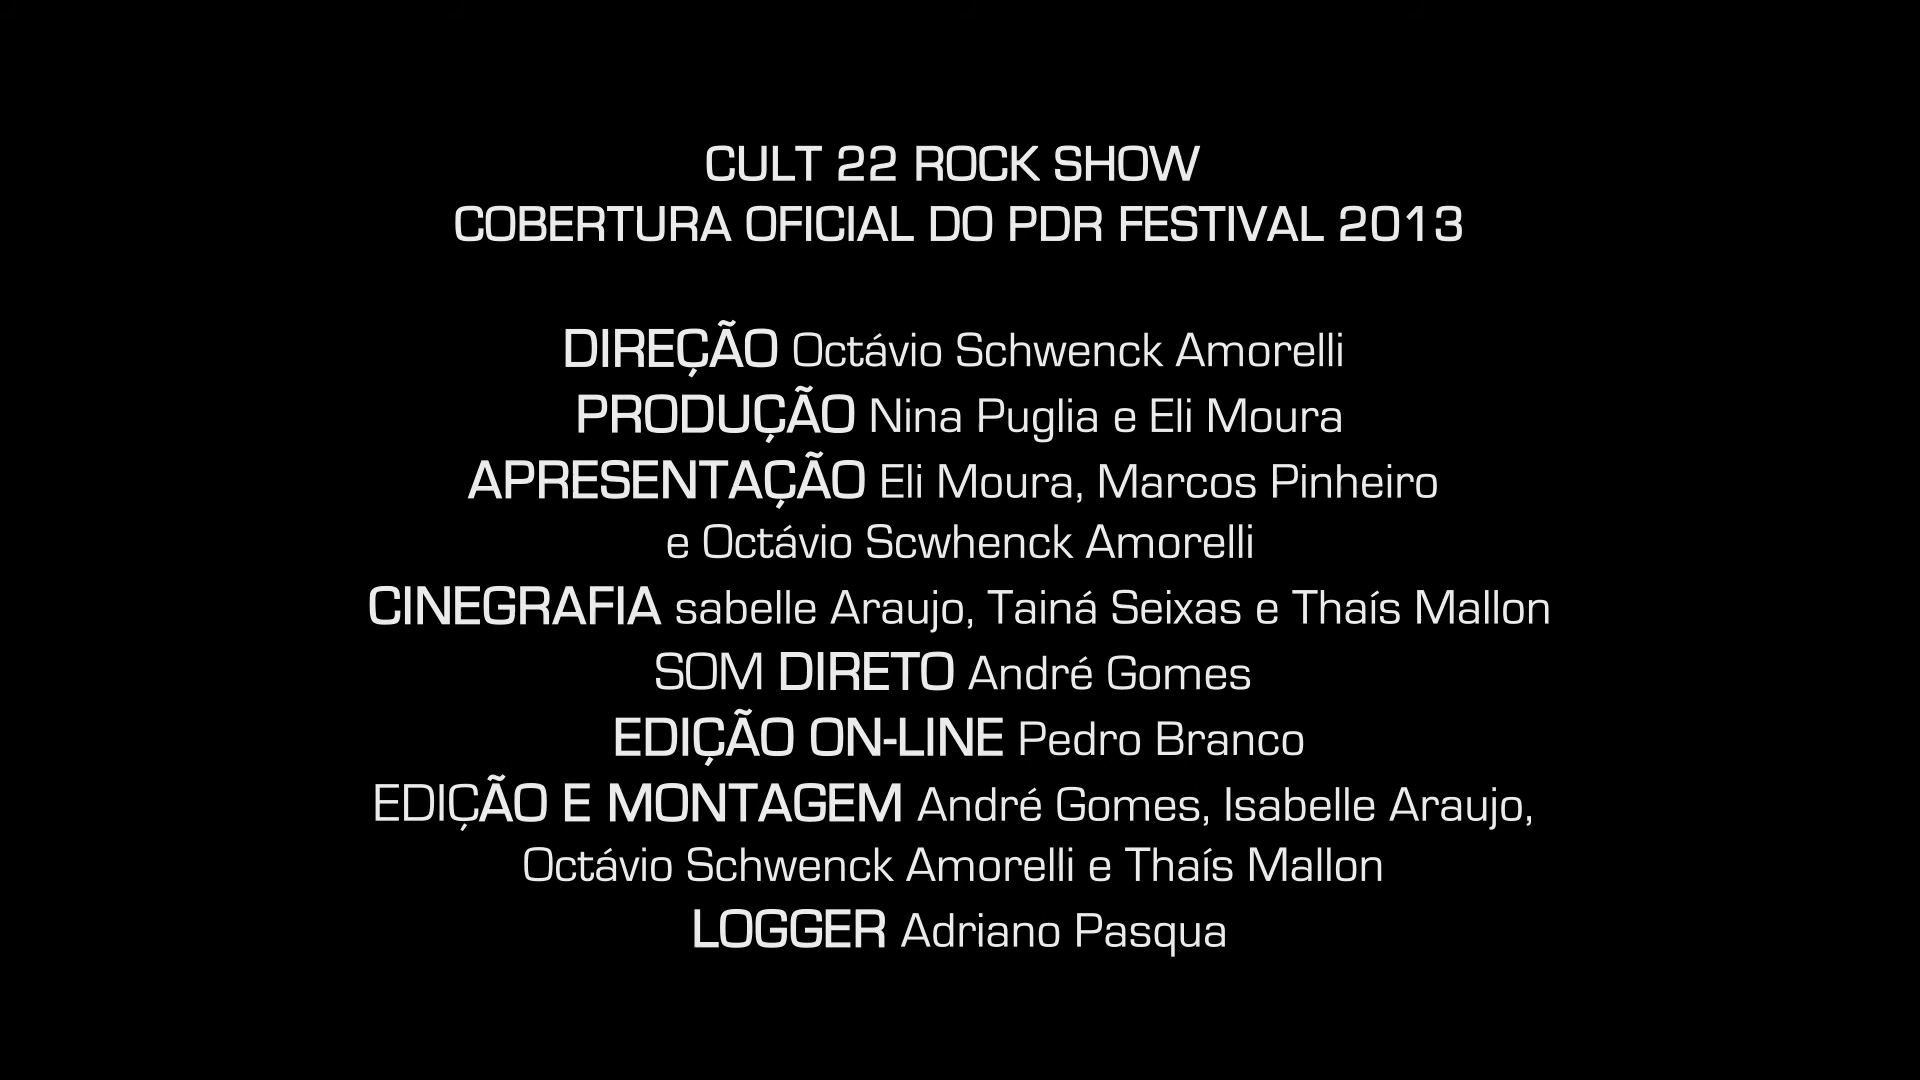 CULT 22 ROCK SHOW
COBERTURA OFICIAL DO PDR FESTIVAL 2013
DIREÇÃO Octávio Schwenck Amorelli
PRODUÇÃO Nina Puglia e Eli Moura
APRESENTAÇÃO Eli Moura, Marcos Pinheiro
e Octávio Scwhenck Amorelli
CINEGRAFIA sabelle Araujo, Tainá Seixas e Thaís Mallon
SOM DIRETO André Gomes
EDIÇÃO ON-LINE Pedro Branco
EDIÇÃO E MONTAGEM André Gomes, Isabelle Araujo,
Octávio Schwenck Amorelli e Thaís Mallon
LOGGER Adriano Pasqua